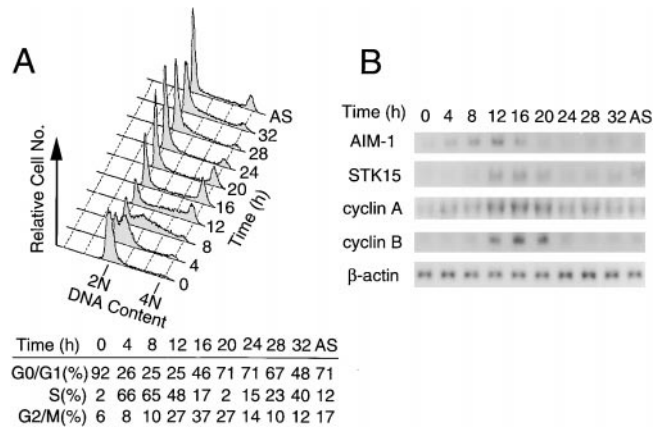 A
Relative Cell No.
2N
4N
DNA Content
AS
32
28
24
20
16
12
8
4
0
Time (h)
Time (h) 0 4 8 12 16 20 24 28 32 AS
G0/G1(%) 92 26 25 25 46 71 71 67 48 71
S(%) 2 66 65 48 17 2 15 23 40 12
G2/M(%) 6 8 10 27 37 27 14 10 12 17
B
Time (h) 0 4 8 12 16 20 24 28 32 AS
AIM-1
STK15
cyclin A
cyclin B
β-actin